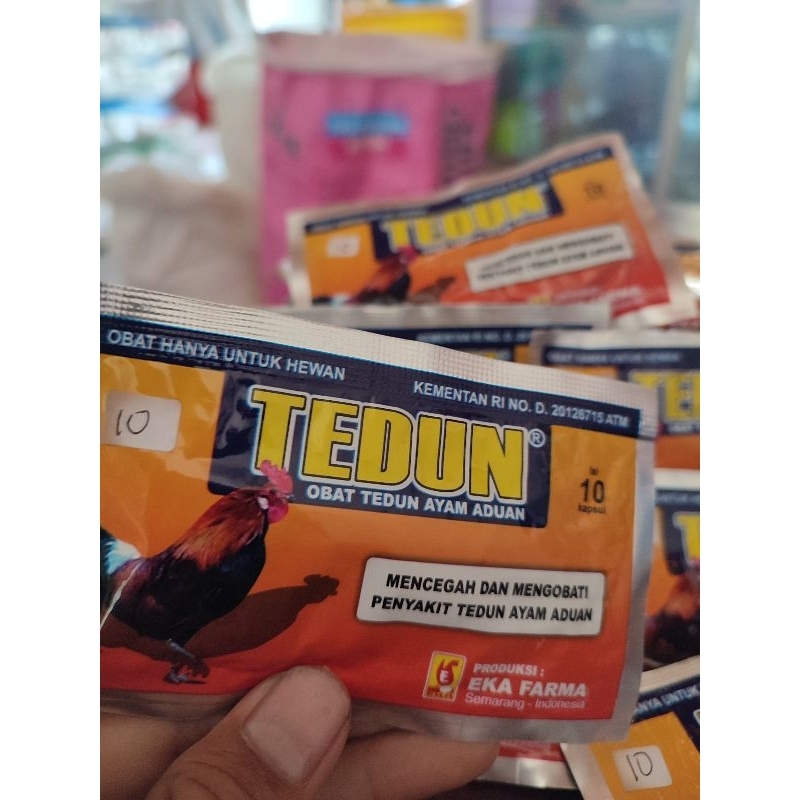 TEDUN
OBAT HANYA UNTUK HEWAN
KEMENTAN RI NO. D. 20126715 ATM
10
TEDUN®
OBAT TEDUN AYAM ADUAN
Isi
10
kapsul
MENCEGAH DAN MENGOBATI
PENYAKIT TEDUN AYAM ADUAN
PRODUKSI :
EKA FARMA
Semarang - Indonesia
10